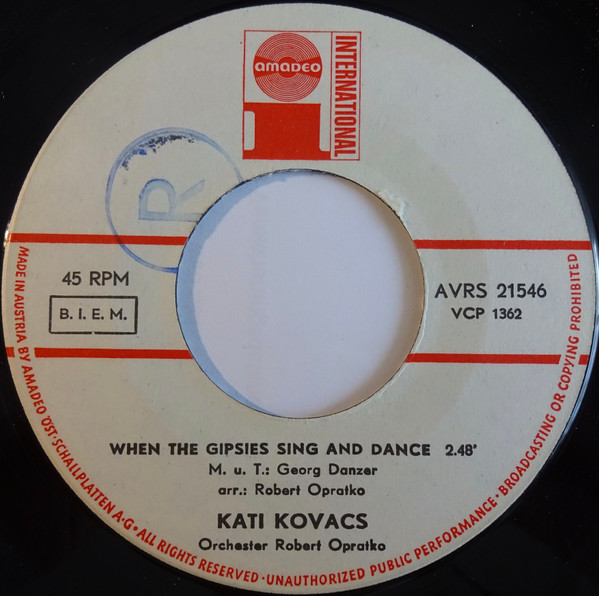 amadeo
INTERNATIONAL
R
45 RPM
B. I. E. M.
AVRS 21546
VCP 1362
WHEN THE GIPSIES SING AND DANCE 2.48'
M. u. T.: Georg Danzer
arr.: Robert Opratko
KATI KOVACS
Orchester Robert Opratko
MADE IN AUSTRIA BY AMADEO ÖST·SCHALLPLATTEN A·G·ALL RIGHTS RESERVED·UNAUTHORIZED PUBLIC PERFORMANCE·BROADCASTING OR COPYING PROHIBITED